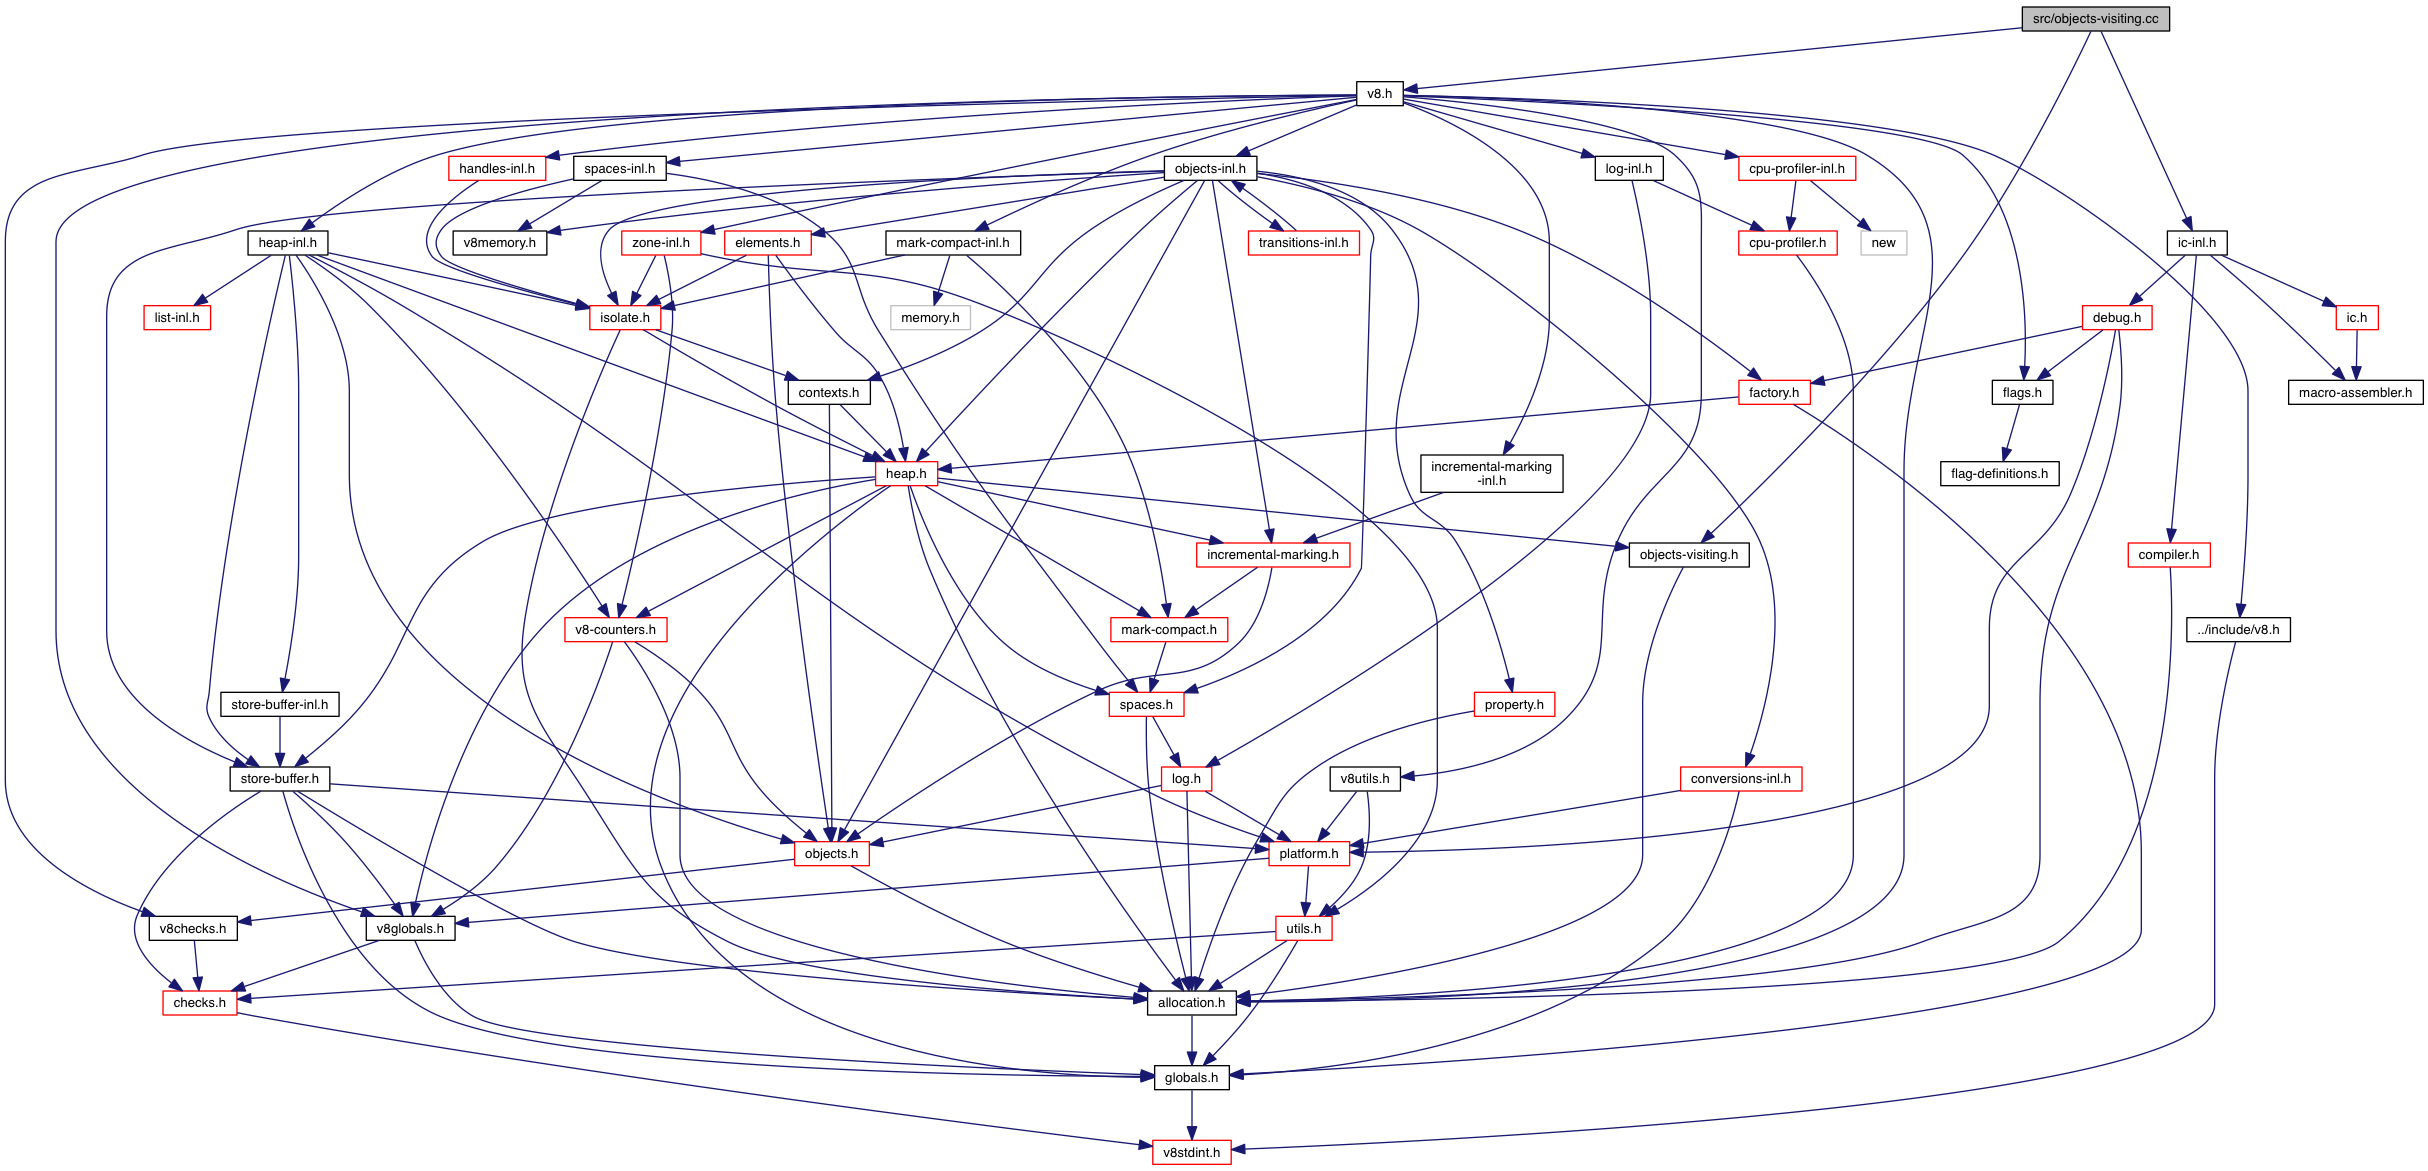 src/objects-visiting.cc
v8.h
handles-inl.h
spaces-inl.h
objects-inl.h
log-inl.h
cpu-profiler-inl.h
heap-inl.h
v8memory.h
zone-inl.h
elements.h
mark-compact-inl.h
transitions-inl.h
cpu-profiler.h
new
ic-inl.h
list-inl.h
isolate.h
memory.h
debug.h
ic.h
contexts.h
factory.h
flags.h
macro-assembler.h
heap.h
incremental-marking
-inl.h
flag-definitions.h
incremental-marking.h
objects-visiting.h
compiler.h
v8-counters.h
mark-compact.h
../include/v8.h
store-buffer-inl.h
spaces.h
property.h
store-buffer.h
log.h
v8utils.h
conversions-inl.h
objects.h
platform.h
v8checks.h
v8globals.h
utils.h
checks.h
allocation.h
globals.h
v8stdint.h